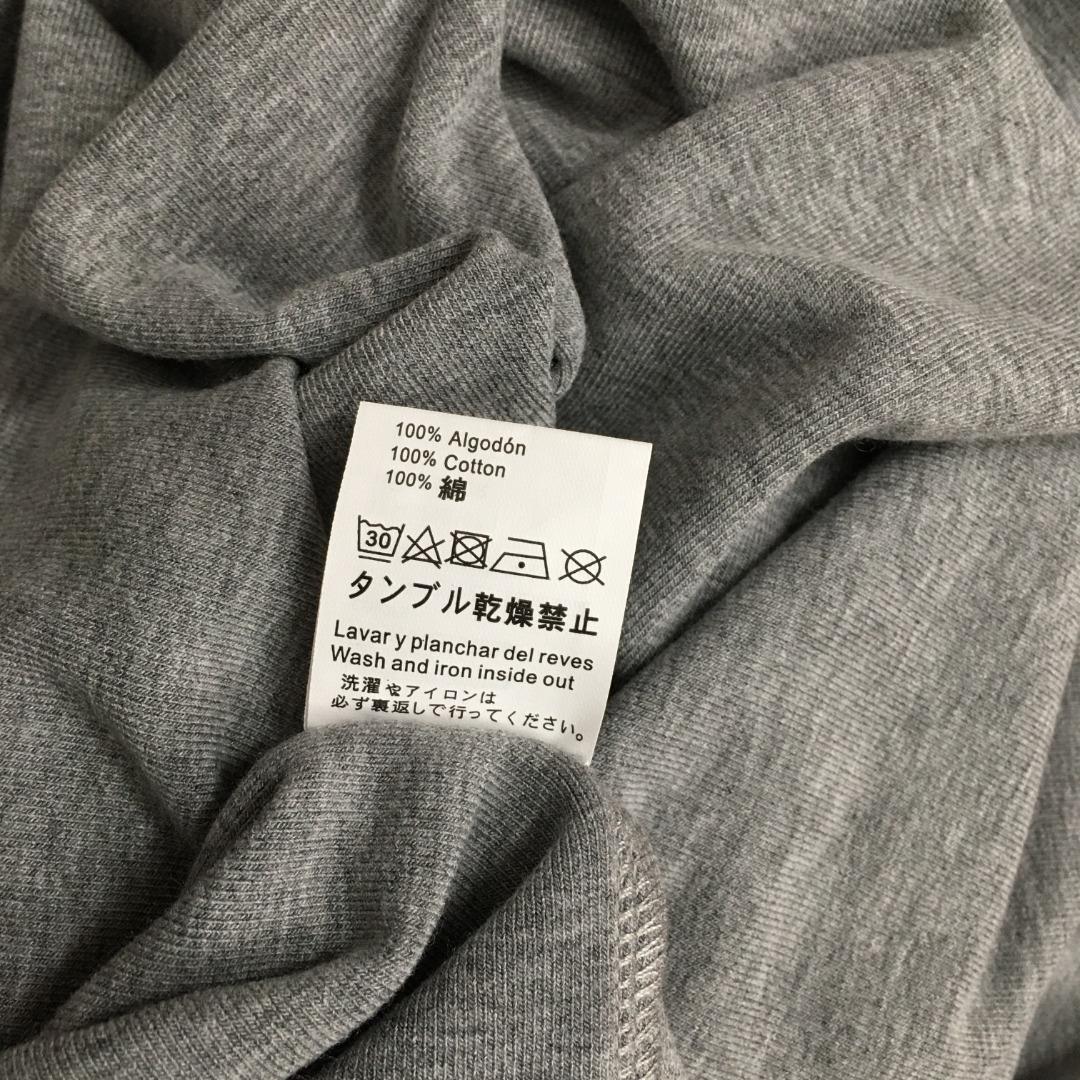 100% Algodón
100% Cotton
100% 綿
30
タンブル乾燥禁止
Lavar y planchar del reves
Wash and iron inside out
洗濯やアイロンは
必ず裏返しで行ってください。